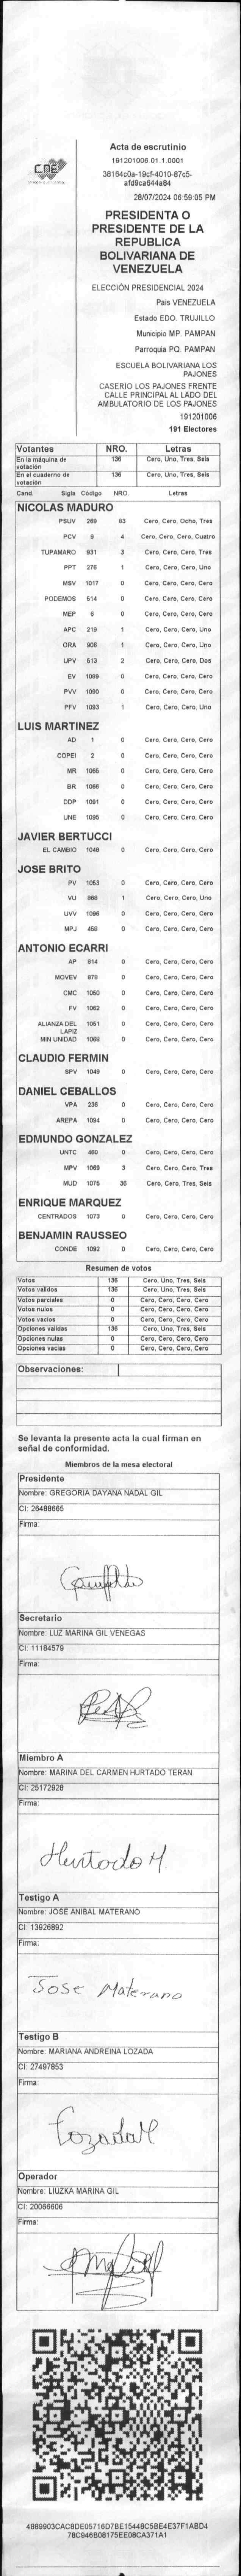 CNE
Acta de escrutinio
191201006.01.1.0001
38164c0a-19cf-4010-87c5-
afd9ca644a84
28/07/2024 06:59:05 PM
PRESIDENTA O
PRESIDENTE DE LA
REPUBLICA
BOLIVARIANA DE
VENEZUELA
ELECCIÓN PRESIDENCIAL 2024
Pais VENEZUELA
Estado EDO. TRUJILLO
Municipio MP. PAMPAN
Parroquia PQ. PAMPAN
ESCUELA BOLIVARIANA LOS
PAJONES
CASERIO LOS PAJONES FRENTE
CALLE PRINCIPAL AL LADO DEL
AMBULATORIO DE LOS PAJONES
191201006
191 Electores
Votantes NRO. Letras
En la máquina de votación 136 Cero, Uno, Tres, Seis
En el cuaderno de votación 136 Cero, Uno, Tres, Seis
Cand. Sigla Código NRO. Letras
NICOLAS MADURO
PSUV 269 83 Cero, Cero, Ocho, Tres
PCV 9 4 Cero, Cero, Cero, Cuatro
TUPAMARO 931 3 Cero, Cero, Cero, Tres
PPT 276 1 Cero, Cero, Cero, Uno
MSV 1017 0 Cero, Cero, Cero, Cero
PODEMOS 514 0 Cero, Cero, Cero, Cero
MEP 6 0 Cero, Cero, Cero, Cero
APC 219 1 Cero, Cero, Cero, Uno
ORA 906 1 Cero, Cero, Cero, Uno
UPV 513 2 Cero, Cero, Cero, Dos
EV 1089 0 Cero, Cero, Cero, Cero
PVV 1090 0 Cero, Cero, Cero, Cero
PFV 1093 1 Cero, Cero, Cero, Uno
LUIS MARTINEZ
AD 1 0 Cero, Cero, Cero, Cero
COPEI 2 0 Cero, Cero, Cero, Cero
MR 1065 0 Cero, Cero, Cero, Cero
BR 1066 0 Cero, Cero, Cero, Cero
DDP 1091 0 Cero, Cero, Cero, Cero
UNE 1095 0 Cero, Cero, Cero, Cero
JAVIER BERTUCCI
EL CAMBIO 1049 0 Cero, Cero, Cero, Cero
JOSE BRITO
PV 1053 0 Cero, Cero, Cero, Cero
VU 868 1 Cero, Cero, Cero, Uno
UVV 1096 0 Cero, Cero, Cero, Cero
MPJ 458 0 Cero, Cero, Cero, Cero
ANTONIO ECARRI
AP 914 0 Cero, Cero, Cero, Cero
MOVEV 979 0 Cero, Cero, Cero, Cero
CMC 1050 0 Cero, Cero, Cero, Cero
FV 1062 0 Cero, Cero, Cero, Cero
ALIANZA DEL LAPIZ 1051 0 Cero, Cero, Cero, Cero
MIN UNIDAD 1068 0 Cero, Cero, Cero, Cero
CLAUDIO FERMIN
SPV 1049 0 Cero, Cero, Cero, Cero
DANIEL CEBALLOS
VPA 236 0 Cero, Cero, Cero, Cero
AREPA 1094 0 Cero, Cero, Cero, Cero
EDMUNDO GONZALEZ
UNTC 460 0 Cero, Cero, Cero, Cero
MPV 1069 3 Cero, Cero, Cero, Tres
MUD 1075 36 Cero, Cero, Tres, Seis
ENRIQUE MARQUEZ
CENTRADOS 1073 0 Cero, Cero, Cero, Cero
BENJAMIN RAUSSEO
CONDE 1092 0 Cero, Cero, Cero, Cero
Resumen de votos
Votos 136 Cero, Uno, Tres, Seis
Votos validos 136 Cero, Uno, Tres, Seis
Votos parciales 0 Cero, Cero, Cero, Cero
Votos nulos 0 Cero, Cero, Cero, Cero
Votos vacios 0 Cero, Cero, Cero, Cero
Opciones validas 136 Cero, Uno, Tres, Seis
Opciones nulas 0 Cero, Cero, Cero, Cero
Opciones vacias 0 Cero, Cero, Cero, Cero
Observaciones:
Se levanta la presente acta la cual firman en
señal de conformidad.
Miembros de la mesa electoral
Presidente
Nombre: GREGORIA DAYANA NADAL GIL
CI: 26488665
Firma:
Secretario
Nombre: LUZ MARINA GIL VENEGAS
CI: 11184579
Firma:
Miembro A
Nombre: MARINA DEL CARMEN HURTADO TERAN
CI: 25172928
Firma:
Hurtado M.
Testigo A
Nombre: JOSE ANIBAL MATERANO
CI: 13926892
Firma:
Jose Materano
Testigo B
Nombre: MARIANA ANDREINA LOZADA
CI: 27497853
Firma:
Lozada M
Operador
Nombre: LIUZKA MARINA GIL
CI: 20066606
Firma:
4889903CAC8DE05716D7BE15448C5BE4E37F1ABD4
78C946B08175EE08CA371A1